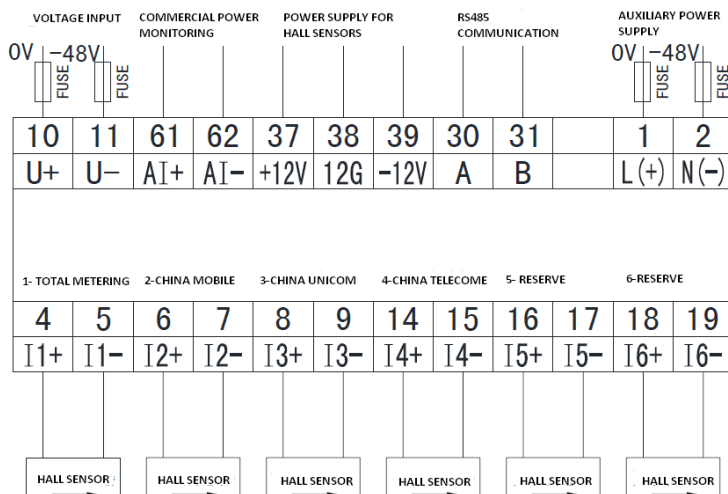 VOLTAGE INPUT COMMERCIAL POWER MONITORING POWER SUPPLY FOR HALL SENSORS RS485 COMMUNICATION AUXILIARY POWER SUPPLY
0V -48V 0V -48V
FUSE FUSE FUSE FUSE
10 11 61 62 37 38 39 30 31 1 2
U+ U- AI+ AI- +12V 12G -12V A B L(+) N(-)
1- TOTAL METERING 2-CHINA MOBILE 3-CHINA UNICOM 4-CHINA TELECOME 5- RESERVE 6-RESERVE
4 5 6 7 8 9 14 15 16 17 18 19
I1+ I1- I2+ I2- I3+ I3- I4+ I4- I5+ I5- I6+ I6-
HALL SENSOR HALL SENSOR HALL SENSOR HALL SENSOR HALL SENSOR HALL SENSOR